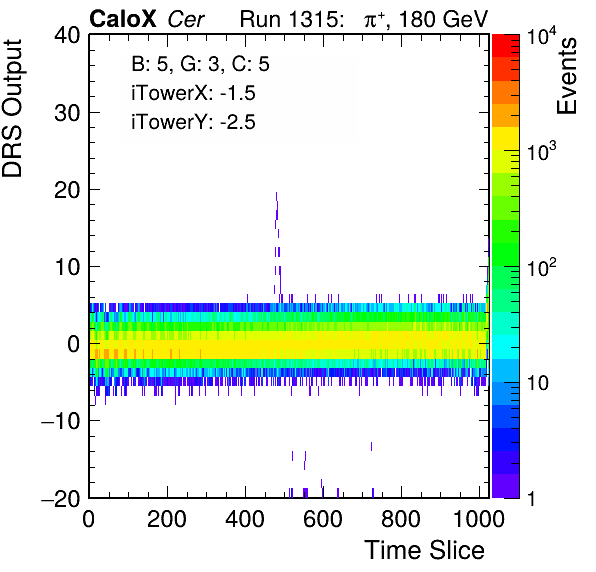 CaloX Cer Run 1315: π⁺, 180 GeV
B: 5, G: 3, C: 5
iTowerX: -1.5
iTowerY: -2.5
DRS Output
40
30
20
10
0
−10
−20
0 200 400 600 800 1000
Time Slice
Events
10⁴
10³
10²
10
1